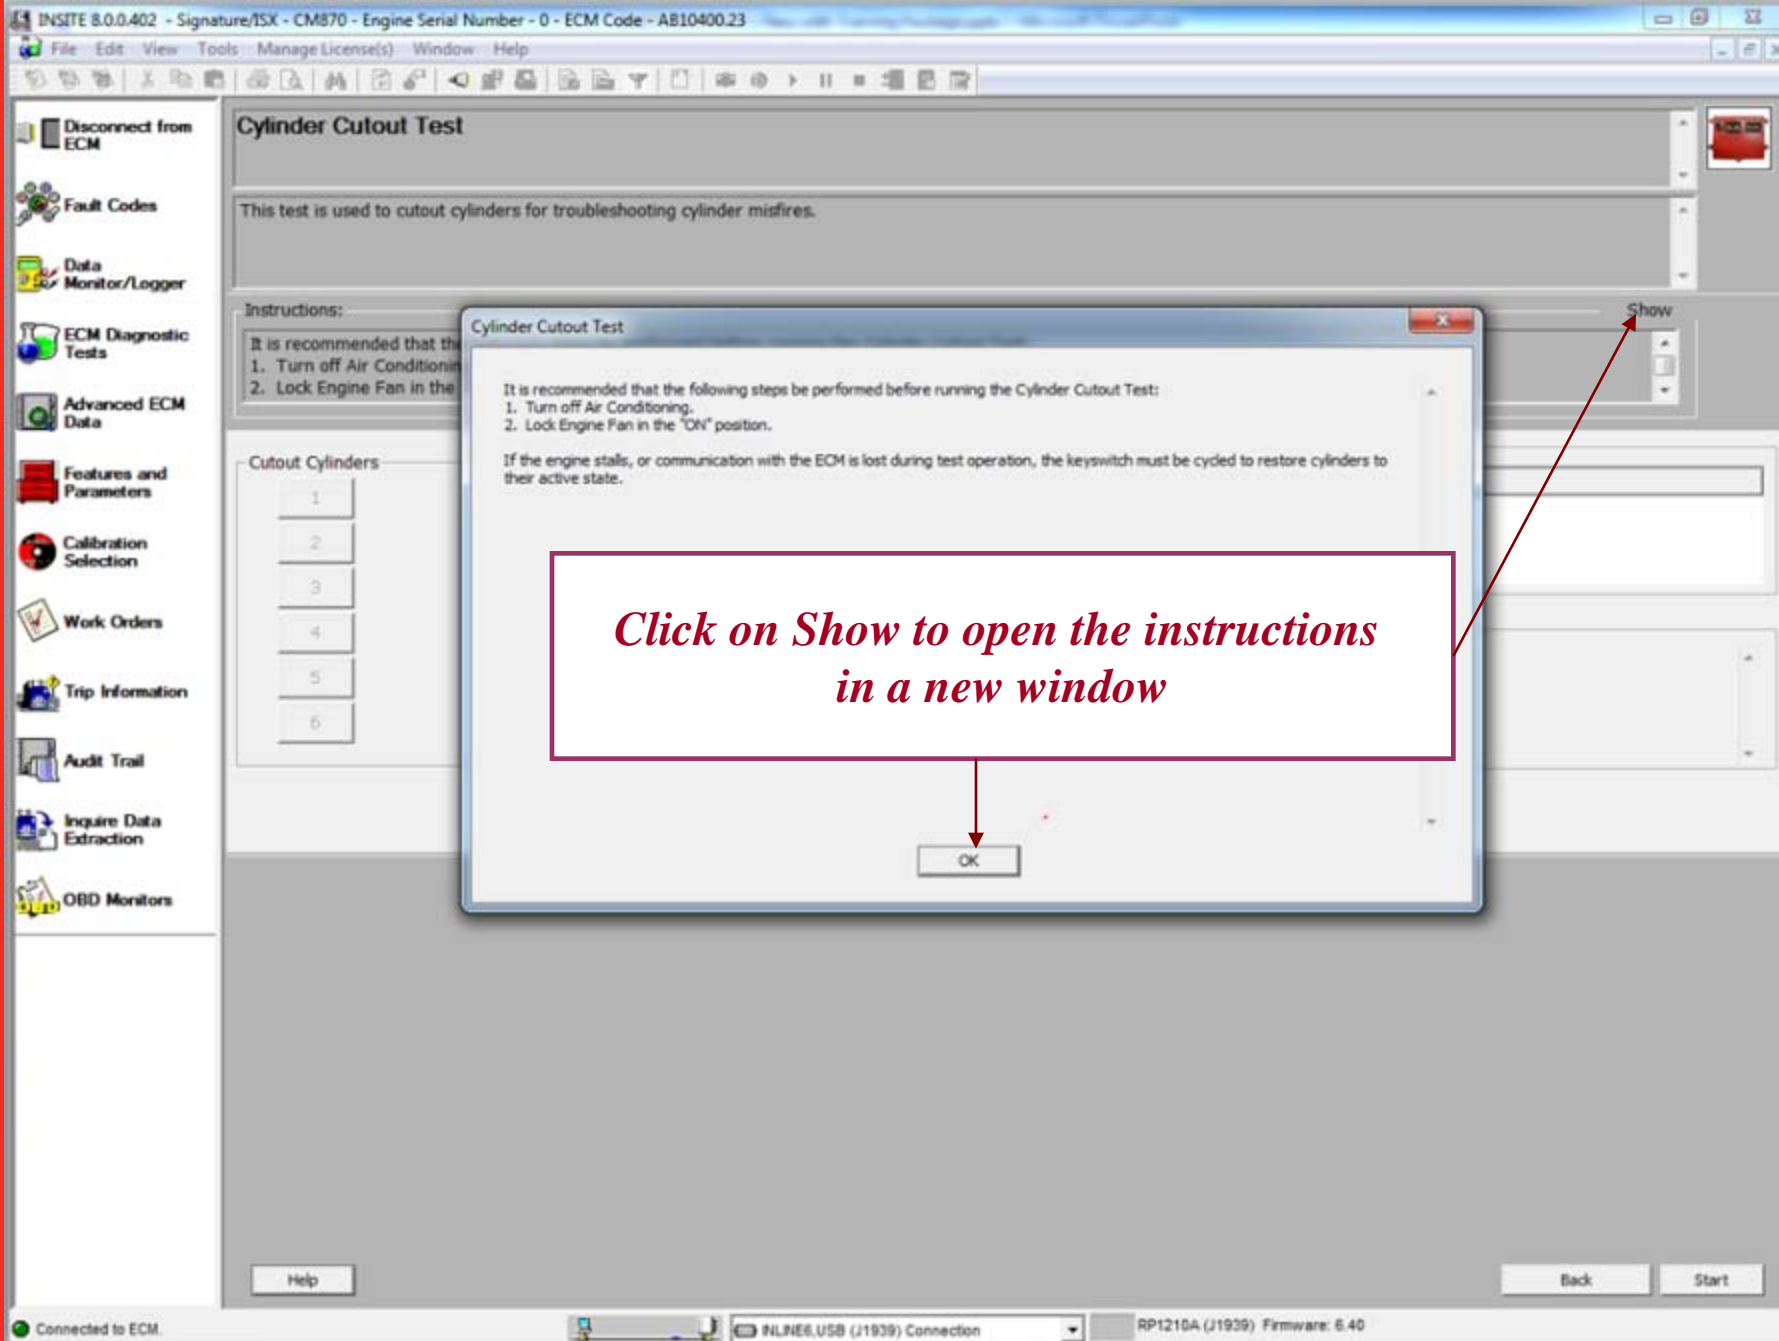 INSITE 8.0.0.402 - Signature/ISX - CM870 - Engine Serial Number - 0 - ECM Code - AB10400.23
File Edit View Tools Manage License(s) Window Help
Disconnect from
ECM
Fault Codes
Data
Monitor/Logger
ECM Diagnostic
Tests
Advanced ECM
Data
Features and
Parameters
Calibration
Selection
Work Orders
Trip Information
Audit Trail
Inquire Data
Extraction
OBD Monitors
Cylinder Cutout Test
This test is used to cutout cylinders for troubleshooting cylinder misfires.
Instructions:
Show
It is recommended that the
1. Turn off Air Conditionin
2. Lock Engine Fan in the
Cutout Cylinders
1
2
3
4
5
6
Cylinder Cutout Test
It is recommended that the following steps be performed before running the Cylinder Cutout Test:
1. Turn off Air Conditioning.
2. Lock Engine Fan in the "ON" position.
If the engine stalls, or communication with the ECM is lost during test operation, the keyswitch must be cycled to restore cylinders to
their active state.
Click on Show to open the instructions
in a new window
OK
Help
Back
Start
Connected to ECM.
INLINE6,USB (J1939) Connection
RP1210A (J1939) Firmware: 6.40